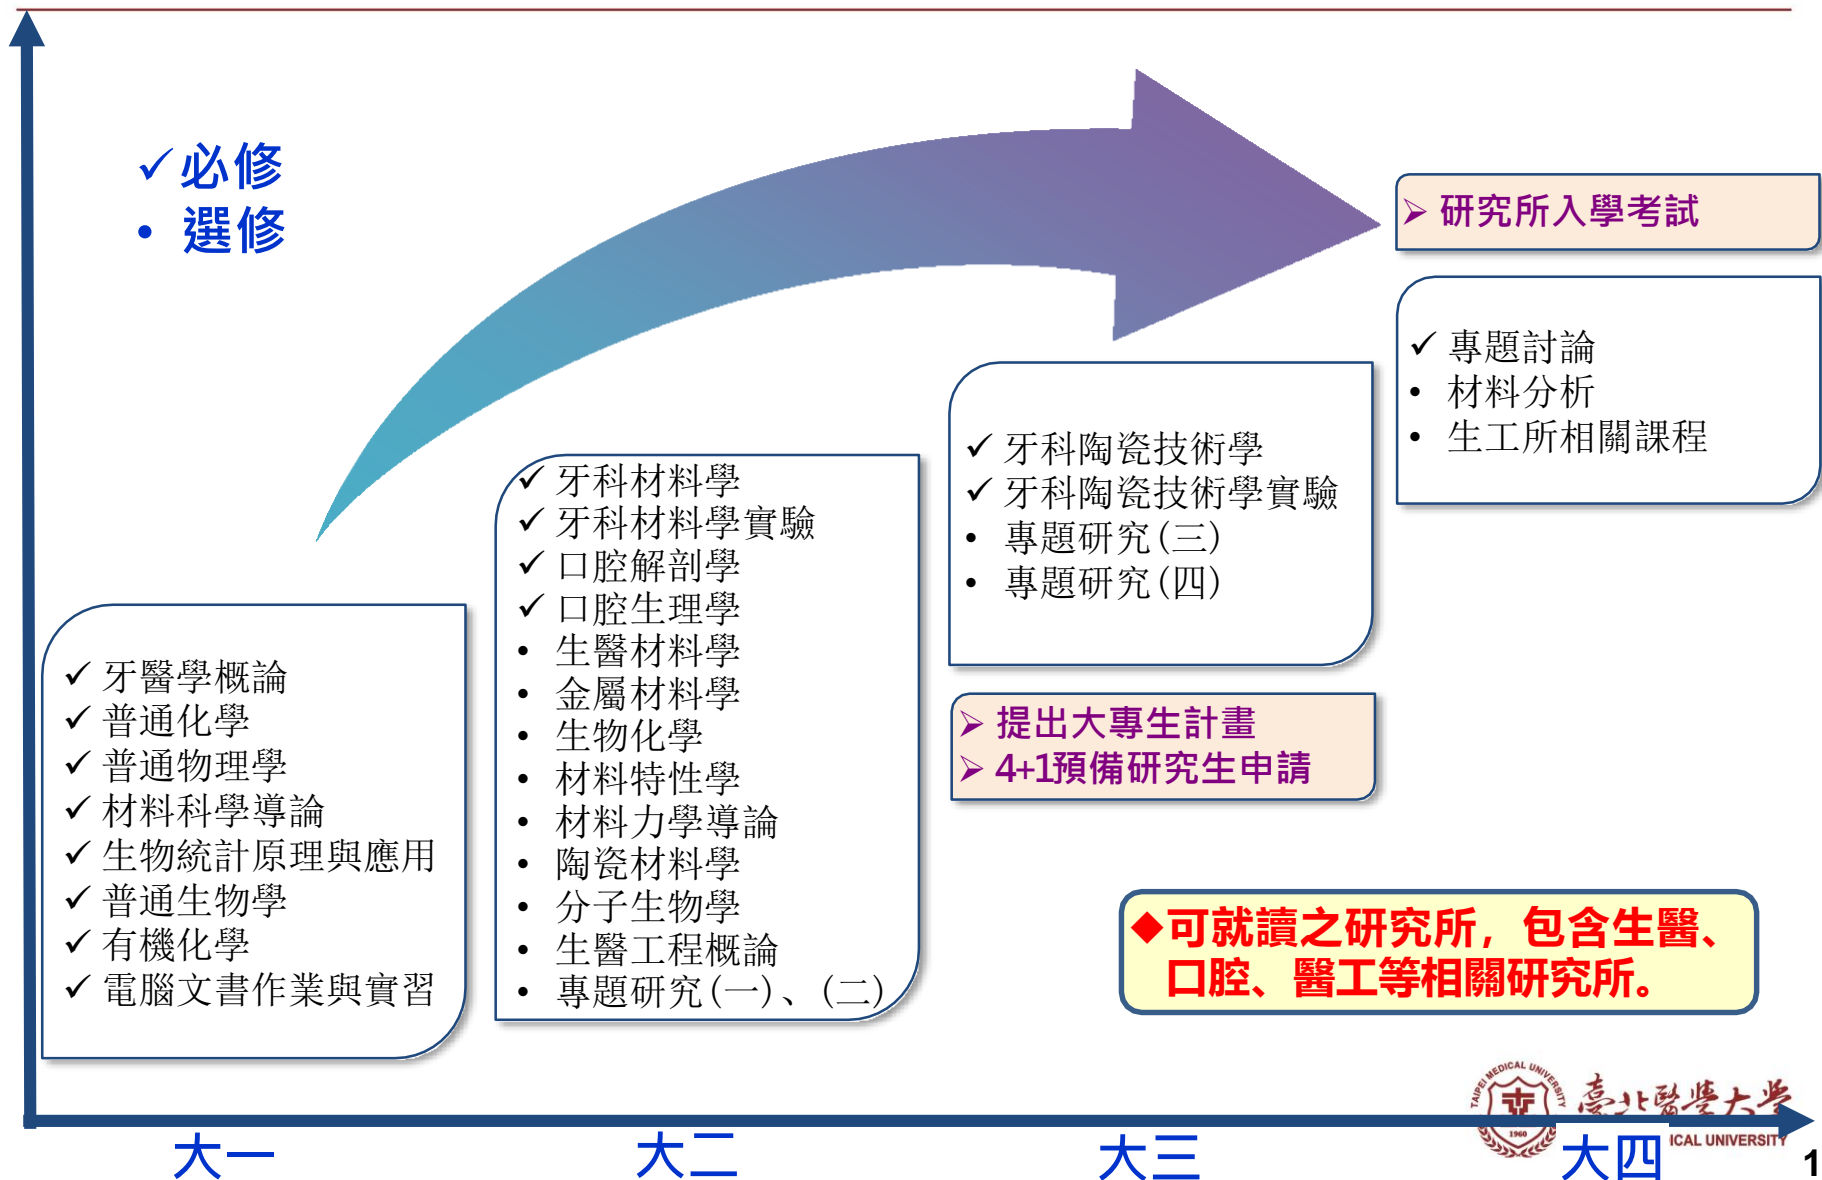 ✓必修
• 選修
➢ 研究所入學考試
✓ 專題討論
• 材料分析
• 生工所相關課程
✓ 牙科陶瓷技術學
✓ 牙科陶瓷技術學實驗
• 專題研究(三)
• 專題研究(四)
➢ 提出大專生計畫
➢ 4+1預備研究生申請
✓ 牙科材料學
✓ 牙科材料學實驗
✓ 口腔解剖學
✓ 口腔生理學
• 生醫材料學
• 金屬材料學
• 生物化學
• 材料特性學
• 材料力學導論
• 陶瓷材料學
• 分子生物學
• 生醫工程概論
• 專題研究(一)、(二)
✓ 牙醫學概論
✓ 普通化學
✓ 普通物理學
✓ 材料科學導論
✓ 生物統計原理與應用
✓ 普通生物學
✓ 有機化學
✓ 電腦文書作業與實習
◆可就讀之研究所，包含生醫、
口腔、醫工等相關研究所。
TAIPEI MEDICAL UNIVERSITY
1960
臺北醫學大學
ICAL UNIVERSITY
大一
大二
大三
大四
1